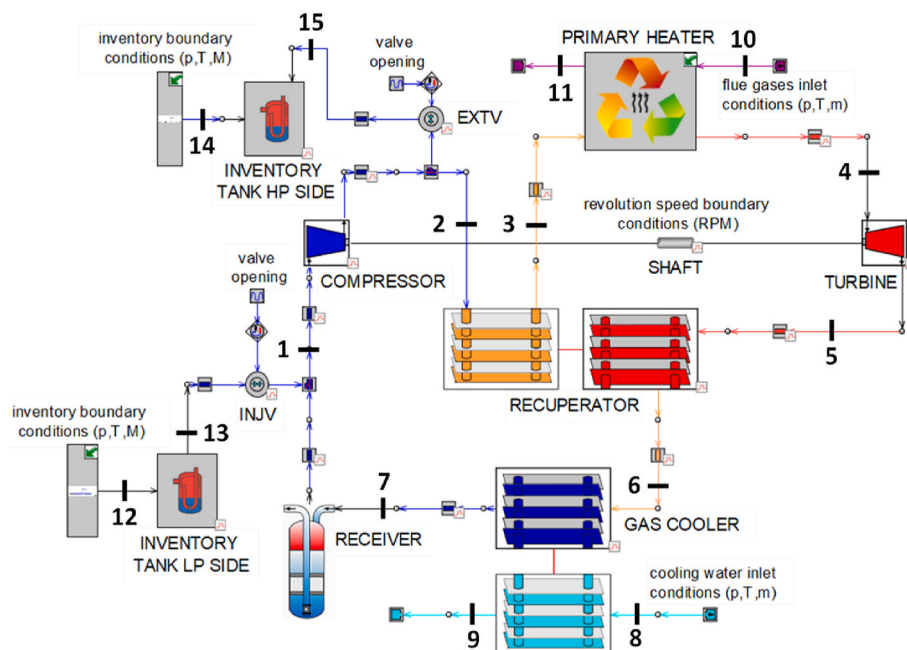 15
inventory boundary
conditions (p,T,M)
valve
opening
PRIMARY HEATER
10
11
flue gases inlet
conditions (p,T,m)
EXTV
14
INVENTORY
TANK HP SIDE
4
2
3
revolution speed boundary
conditions (RPM)
SHAFT
TURBINE
COMPRESSOR
valve
opening
1
5
INJV
RECUPERATOR
inventory boundary
conditions (p,T,M)
13
7
6
12
GAS COOLER
RECEIVER
INVENTORY
TANK LP SIDE
cooling water inlet
conditions (p,T,m)
9
8